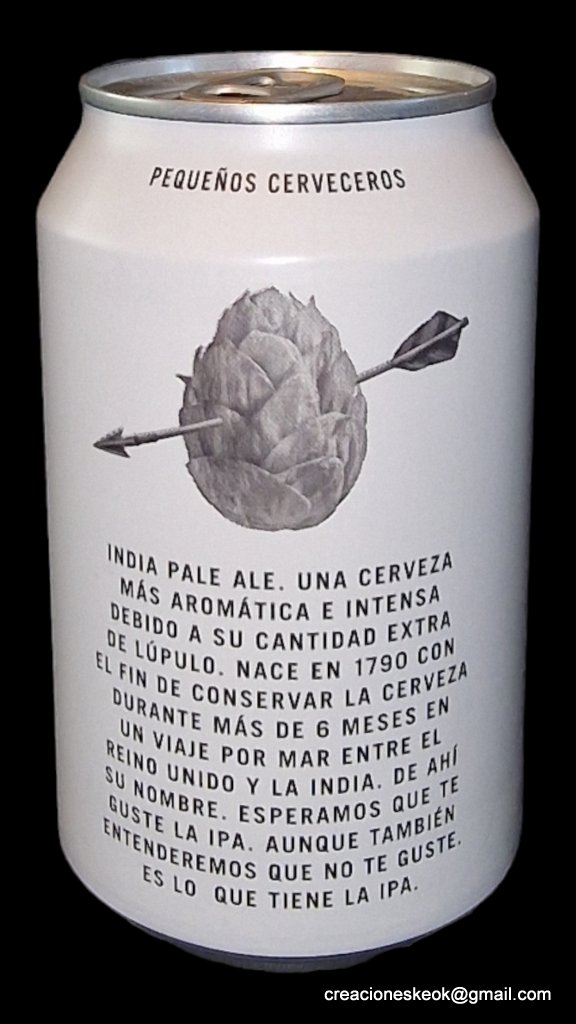 PEQUEÑOS CERVECEROS
INDIA PALE ALE. UNA CERVEZA
MÁS AROMÁTICA E INTENSA
DEBIDO A SU CANTIDAD EXTRA
DE LÚPULO. NACE EN 1790 CON
EL FIN DE CONSERVAR LA CERVEZA
DURANTE MÁS DE 6 MESES EN
UN VIAJE POR MAR ENTRE EL
REINO UNIDO Y LA INDIA. DE AHÍ
SU NOMBRE. ESPERAMOS QUE TE
GUSTE LA IPA. AUNQUE TAMBIÉN
ENTENDEREMOS QUE NO TE GUSTE.
ES LO QUE TIENE LA IPA.
creacioneskeok@gmail.com